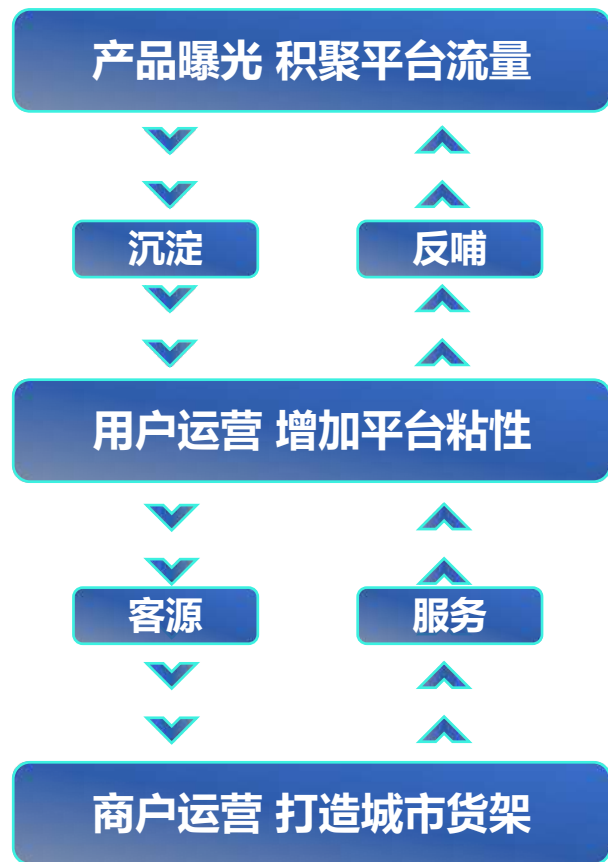 产品曝光 积聚平台流量
沉淀 反哺
用户运营 增加平台粘性
客源 服务
商户运营 打造城市货架